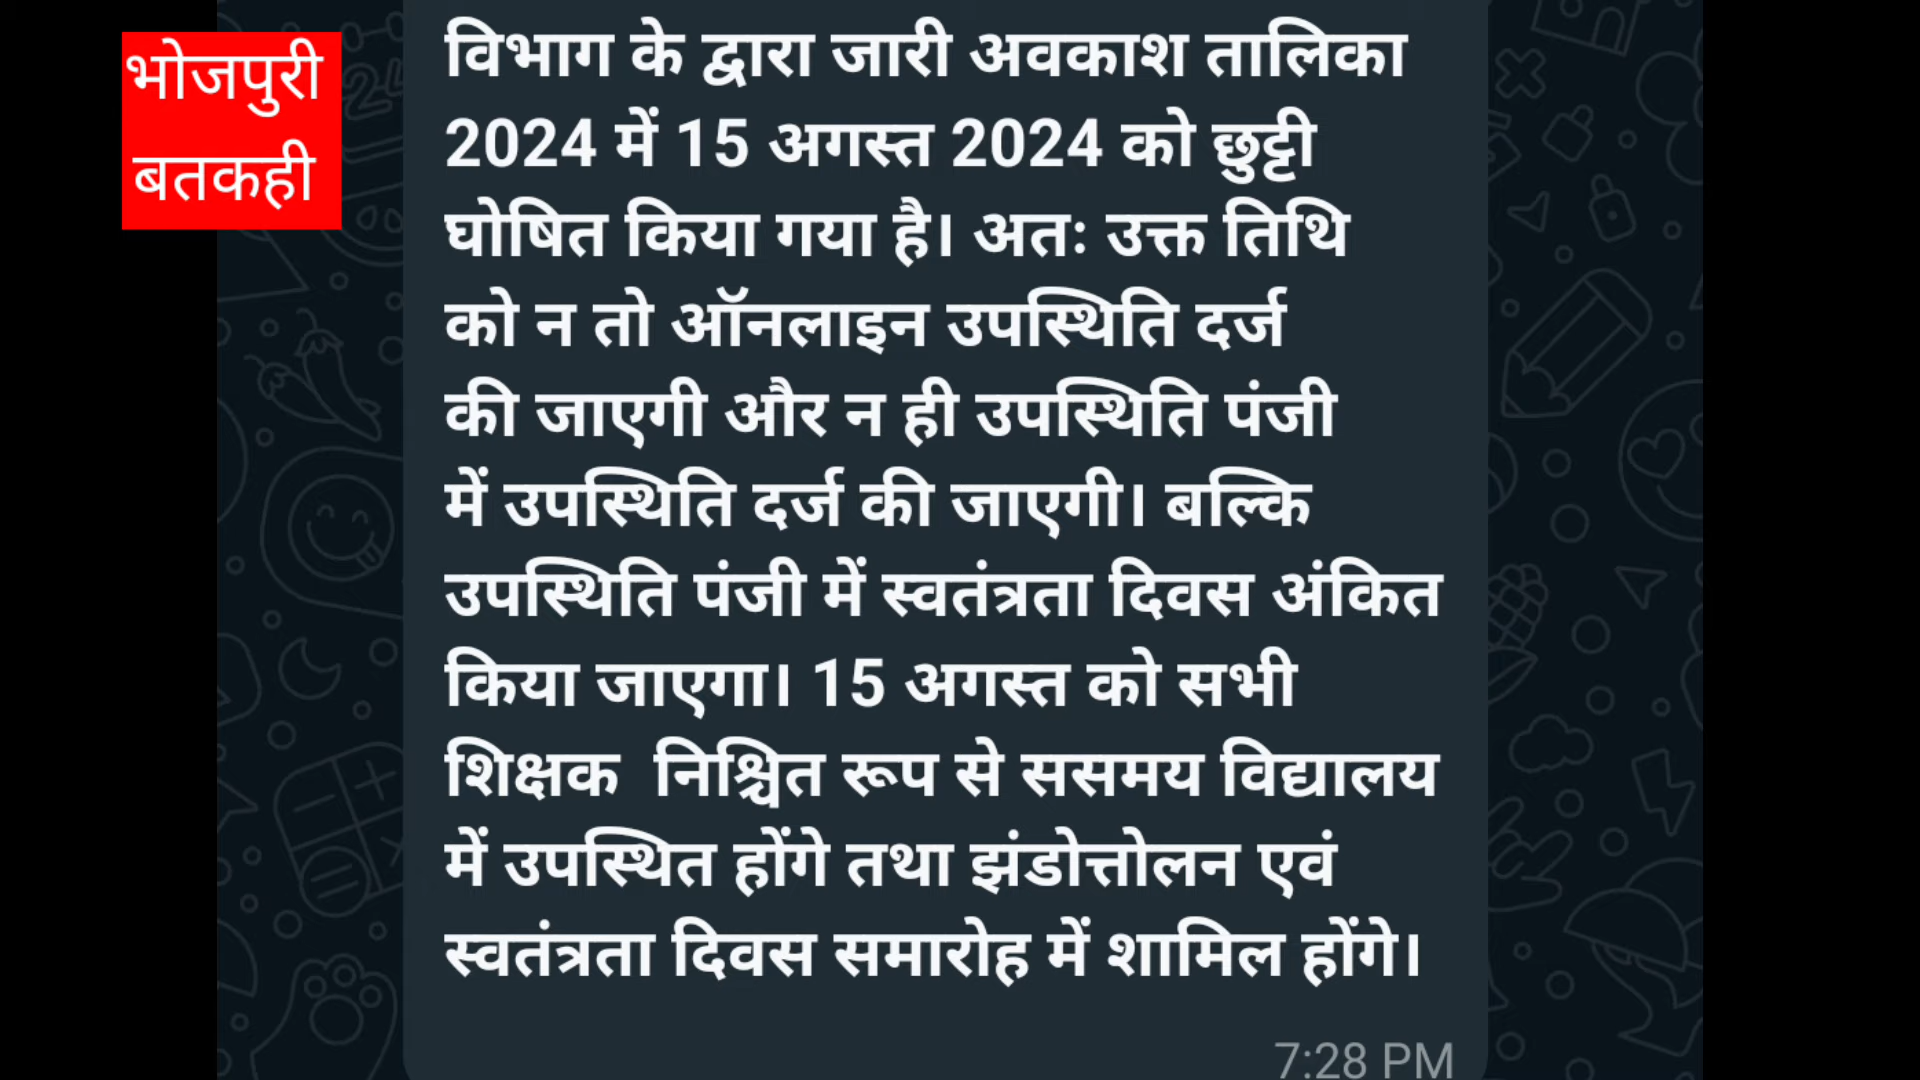 भोजपुरी
बतकही
विभाग के द्वारा जारी अवकाश तालिका
2024 में 15 अगस्त 2024 को छुट्टी
घोषित किया गया है। अतः उक्त तिथि
को न तो ऑनलाइन उपस्थिति दर्ज
की जाएगी और न ही उपस्थिति पंजी
में उपस्थिति दर्ज की जाएगी। बल्कि
उपस्थिति पंजी में स्वतंत्रता दिवस अंकित
किया जाएगा। 15 अगस्त को सभी
शिक्षक  निश्चित रूप से ससमय विद्यालय
में उपस्थित होंगे तथा झंडोत्तोलन एवं
स्वतंत्रता दिवस समारोह में शामिल होंगे।
7:28 PM